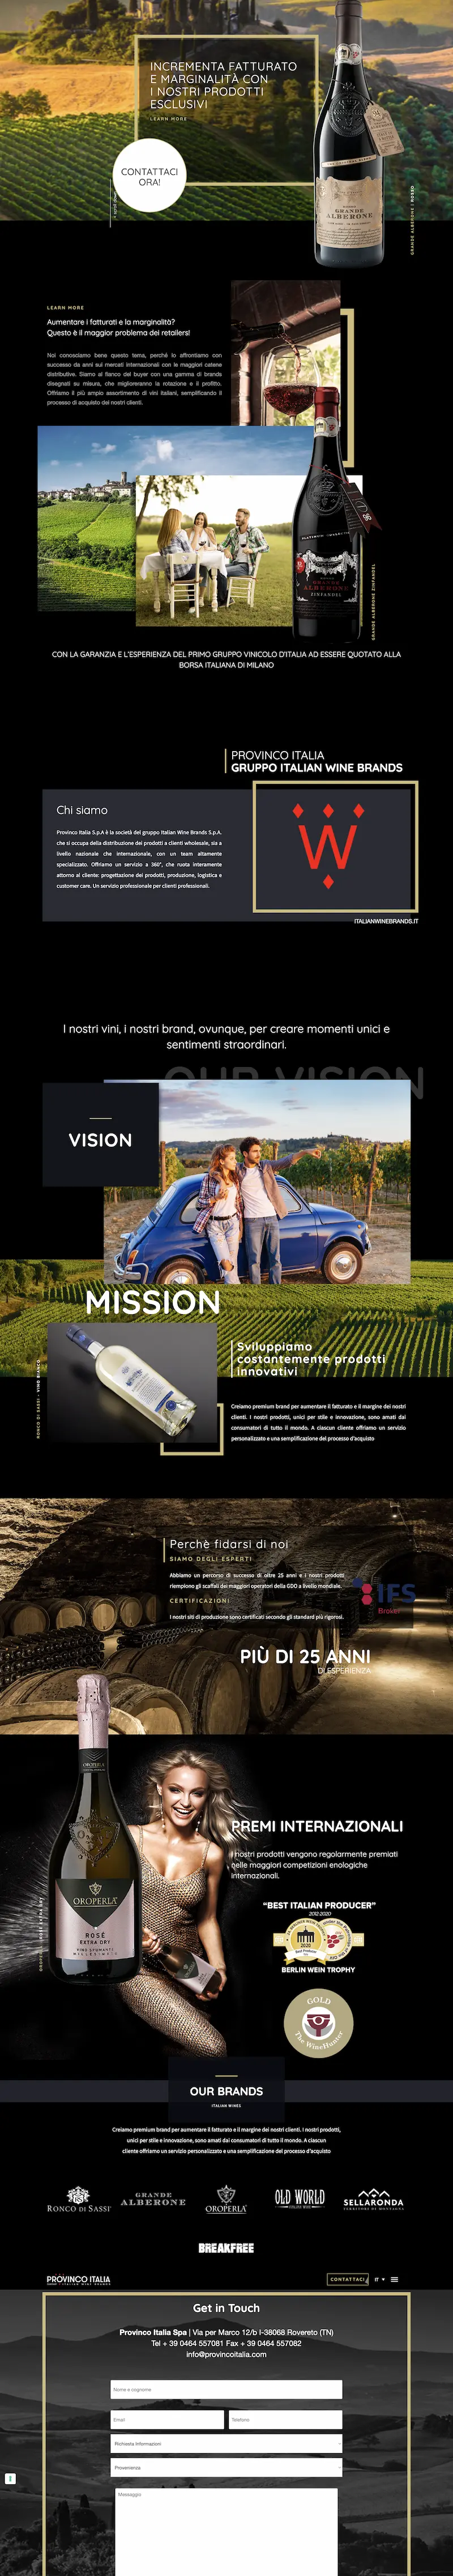 INCREMENTA FATTURATO
E MARGINALITÀ CON
I NOSTRI PRODOTTI
ESCLUSIVI
LEARN MORE
CONTATTACI
ORA!
GRANDE
ALBERONE
GRANDE ALBERONE | ROSSO
LEARN MORE
Aumentare i fatturati e la marginalità?
Questo è il maggior problema dei retailers!
Noi conosciamo bene questo tema, perché lo affrontiamo con
successo da anni sui mercati internazionali con le maggiori catene
distributive. Siamo al fianco dei buyer con una gamma di brands
disegnati su misura, che miglioreranno la rotazione e il profitto.
Offriamo il più ampio assortimento di vini italiani, semplificando il
processo di acquisto dei nostri clienti.
GRANDE
ALBERONE
ZINFANDEL
GRANDE ALBERONE ZINFANDEL
CON LA GARANZIA E L'ESPERIENZA DEL PRIMO GRUPPO VINICOLO D'ITALIA AD ESSERE QUOTATO ALLA
BORSA ITALIANA DI MILANO
PROVINCO ITALIA
GRUPPO ITALIAN WINE BRANDS
Chi siamo
Provinco Italia S.p.A è la società del gruppo Italian Wine Brands S.p.A.
che si occupa della distribuzione dei prodotti a clienti wholesale, sia a
livello nazionale che internazionale, con un team altamente
specializzato. Offriamo un servizio a 360°, che ruota interamente
attorno al cliente: progettazione dei prodotti, produzione, logistica e
customer care. Un servizio professionale per clienti professionali.
W
ITALIANWINEBRANDS.IT
I nostri vini, i nostri brand, ovunque, per creare momenti unici e
sentimenti straordinari.
OUR VISION
VISION
MISSION
RONCO DI SASSI - VINO BIANCO
Sviluppiamo
costantemente prodotti
innovativi
Creiamo premium brand per aumentare il fatturato e il margine dei nostri
clienti. I nostri prodotti, unici per stile e innovazione, sono amati dai
consumatori di tutto il mondo. A ciascun cliente offriamo un servizio
personalizzato e una semplificazione del processo d'acquisto
Perchè fidarsi di noi
SIAMO DEGLI ESPERTI
Abbiamo un percorso di successo di oltre 25 anni e i nostri prodotti
riempiono gli scaffali dei maggiori operatori della GDO a livello mondiale.
CERTIFICAZIONI
I nostri siti di produzione sono certificati secondo gli standard più rigorosi.
IFS
Broker
PIÙ DI 25 ANNI
DI ESPERIENZA
OROPERLA
OROPERLA
ROSÉ
EXTRA DRY
VINO SPUMANTE
MILLESIMATO
PREMI INTERNAZIONALI
I nostri prodotti vengono regolarmente premiati
nelle maggiori competizioni enologiche
internazionali.
"BEST ITALIAN PRODUCER"
2012-2020
2020
BERLIN WEIN TROPHY
GOLD
The WineHunter
OUR BRANDS
ITALIAN WINES
Creiamo premium brand per aumentare il fatturato e il margine dei nostri clienti. I nostri prodotti,
unici per stile e innovazione, sono amati dai consumatori di tutto il mondo. A ciascun
cliente offriamo un servizio personalizzato e una semplificazione del processo d'acquisto
RONCO DI SASSI
GRANDE
ALBERONE
OROPERLA
OLD WORLD
SELLARONDA
BREAKFREE
PROVINCO ITALIA
CONTATTACI
IT
Get in Touch
Provinco Italia Spa | Via per Marco 12/b I-38068 Rovereto (TN)
Tel + 39 0464 557081 Fax + 39 0464 557082
info@provincoitalia.com
Nome e cognome
Email
Telefono
Richiesta Informazioni
Provenienza
Messaggio